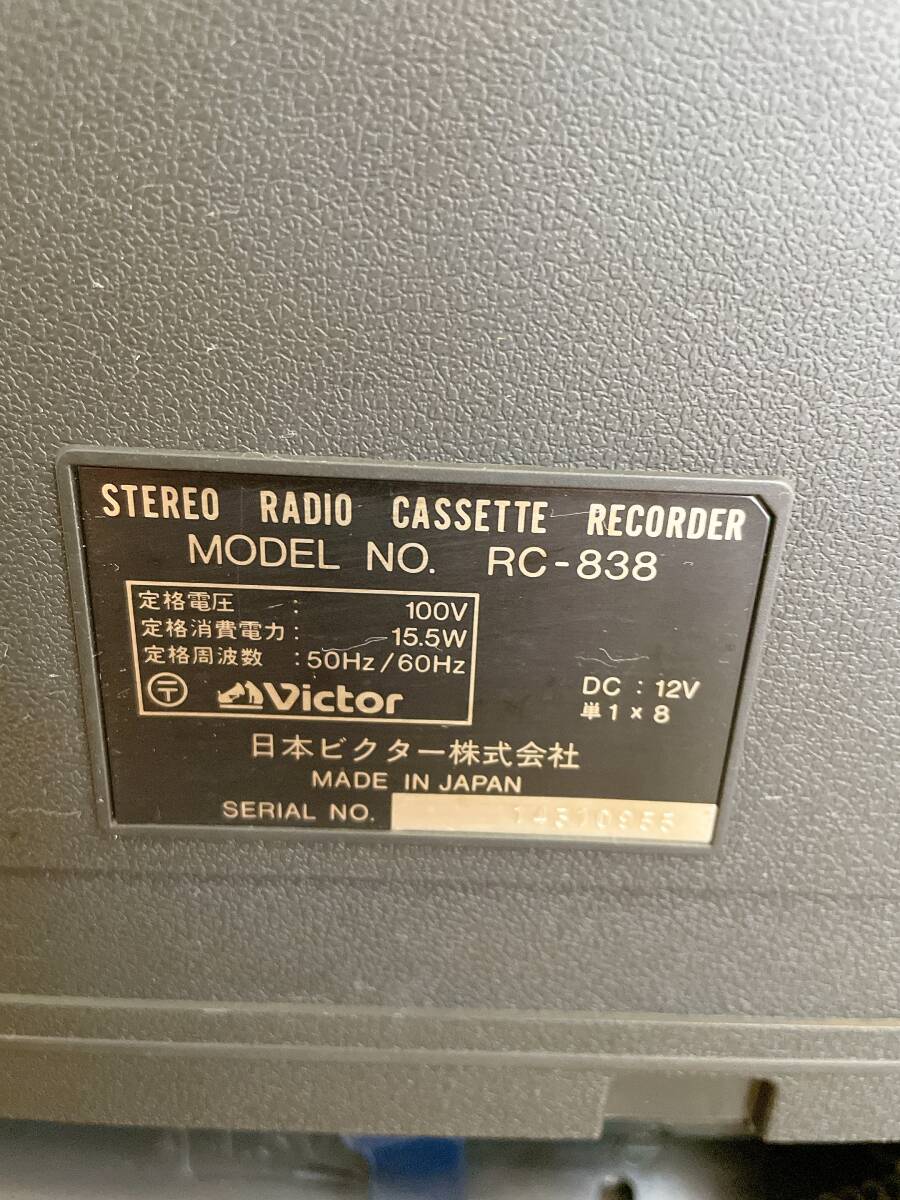 STEREO RADIO CASSETTE RECORDER
MODEL NO. RC-838
定格電圧 : 100V
定格消費電力 : 15.5W
定格周波数 : 50Hz/60Hz
〒 Victor
DC : 12V
単1×8
日本ビクター株式会社
MADE IN JAPAN
SERIAL NO. 14310955